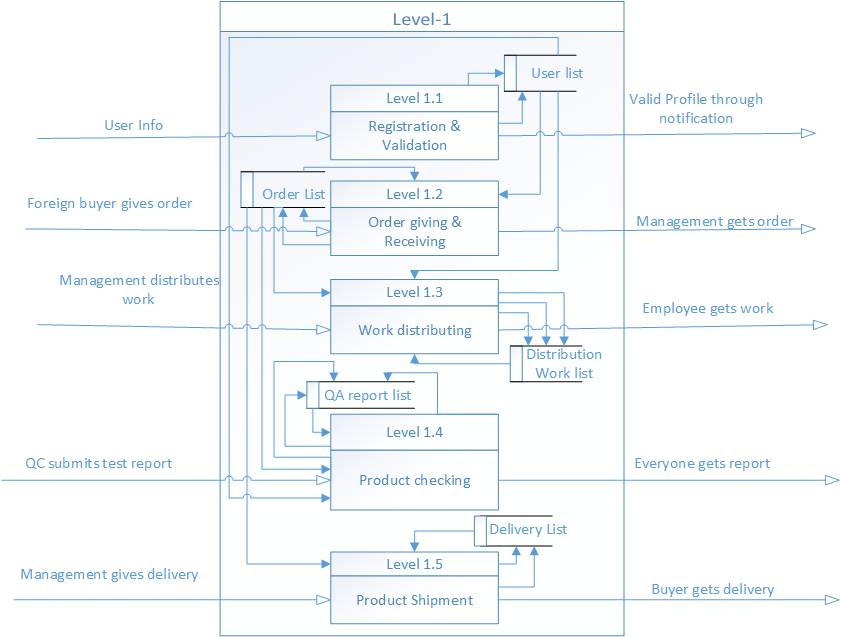 Level-1
User list
Level 1.1
Valid Profile through
notification
User Info
Registration &
Validation
Order List
Level 1.2
Foreign buyer gives order
Order giving &
Receiving
Management gets order
Management distributes
work
Level 1.3
Employee gets work
Work distributing
Distribution
Work list
QA report list
Level 1.4
QC submits test report
Everyone gets report
Product checking
Delivery List
Level 1.5
Management gives delivery
Buyer gets delivery
Product Shipment